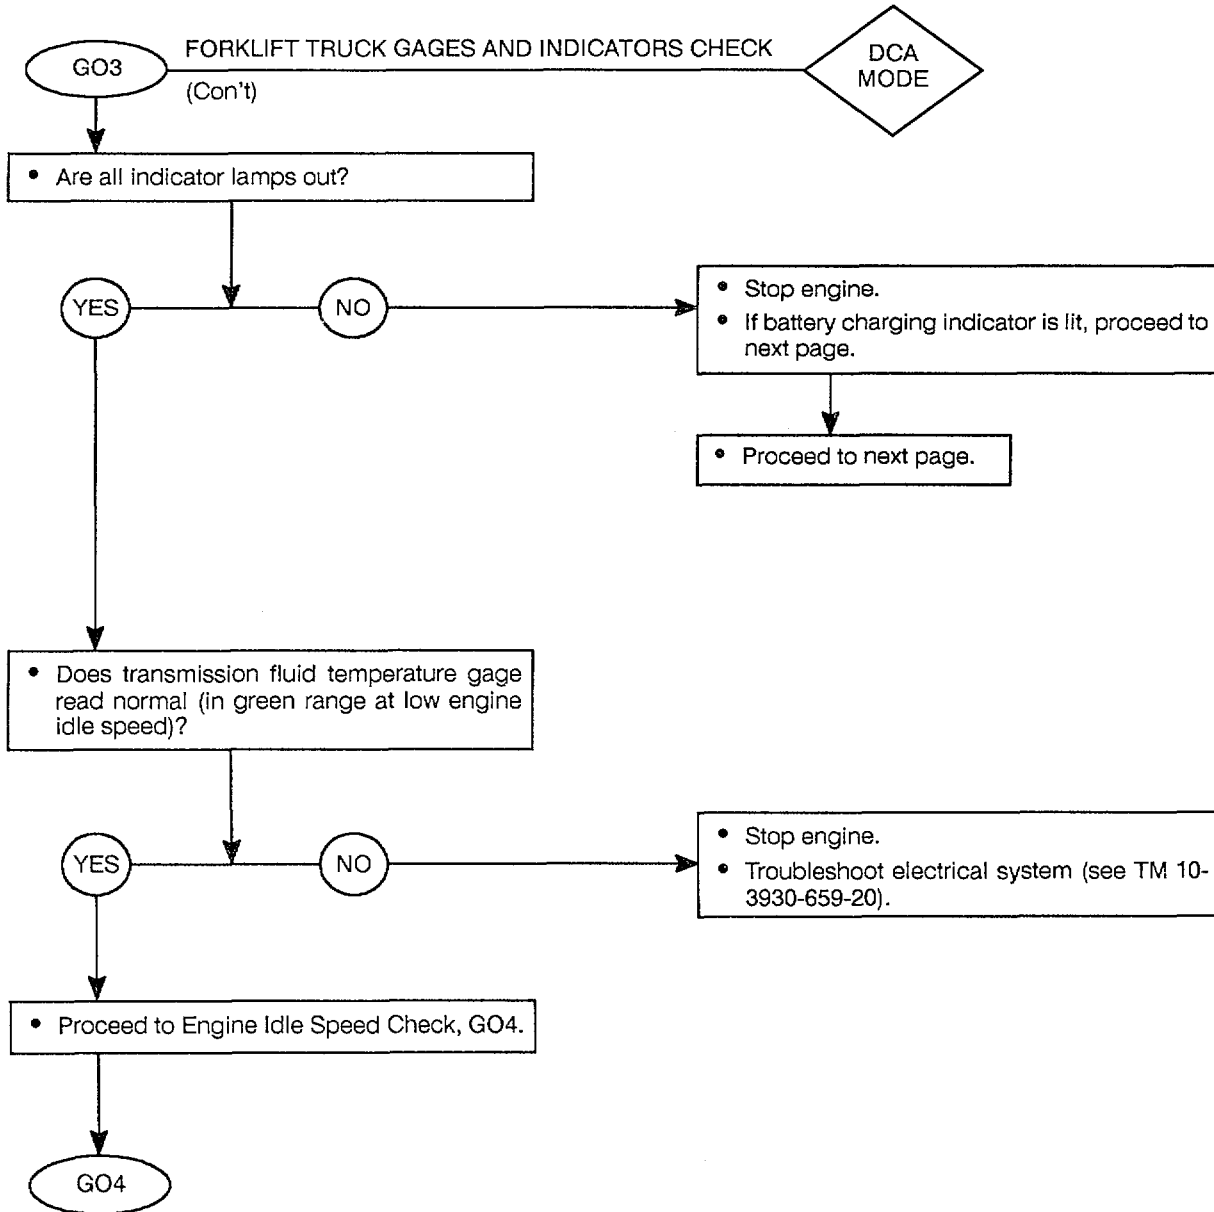 GO3
FORKLIFT TRUCK GAGES AND INDICATORS CHECK
(Con't)
DCA
MODE
• Are all indicator lamps out?
YES
NO
• Stop engine.
• If battery charging indicator is lit, proceed to
next page.
• Proceed to next page.
• Does transmission fluid temperature gage
read normal (in green range at low engine
idle speed)?
YES
NO
• Stop engine.
• Troubleshoot electrical system (see TM 10-
3930-659-20).
• Proceed to Engine Idle Speed Check, GO4.
GO4